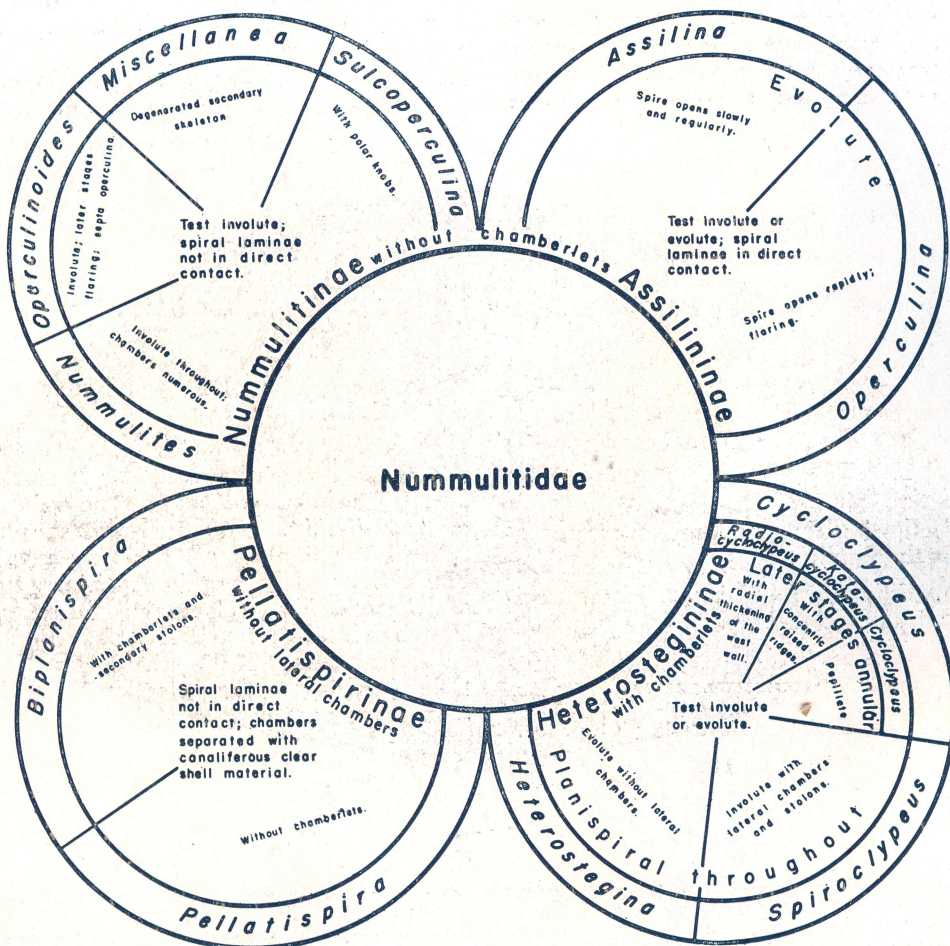 Nummulitidae
Nummulitinae without chamberlets Assilininae
Test involute;
spiral laminae
not in direct
contact.
Miscellanea
Degenarated secondary
skeleton
Sulcoperculina
With polar knobs.
Operculinoides
Involute; later stages
flaring; septa operculina
Nummulites
Involute throughout;
chambers numerous.
Assilina
Evolute
Spire opens slowly
and regularly.
Test involute or
evolute; spiral
laminae in direct
contact.
Operculina
Spire opens rapidly;
flaring.
Pellatispirinae
without lateral chambers
Biplanispira
With chamberlets and
secondary stolons.
Spiral laminae
not in direct
contact; chambers
separated with
canaliferous clear
shell material.
Pellatispira
Without chamberlets.
Heterostegininae
with chamberlets
Test involute
or evolute.
Cycloclypeus
Later stages annular
Radio-
cycloclypeus
With
radial
thickening
of the
west
wall.
Kata-
cycloclypeus
with
concentric
raised
ridges.
Cycloclypeus
Papillate
Planispiral throughout
Heterostegina
Evolute without lateral
chambers.
Spiroclypeus
Involute with
lateral chambers
and stolons.